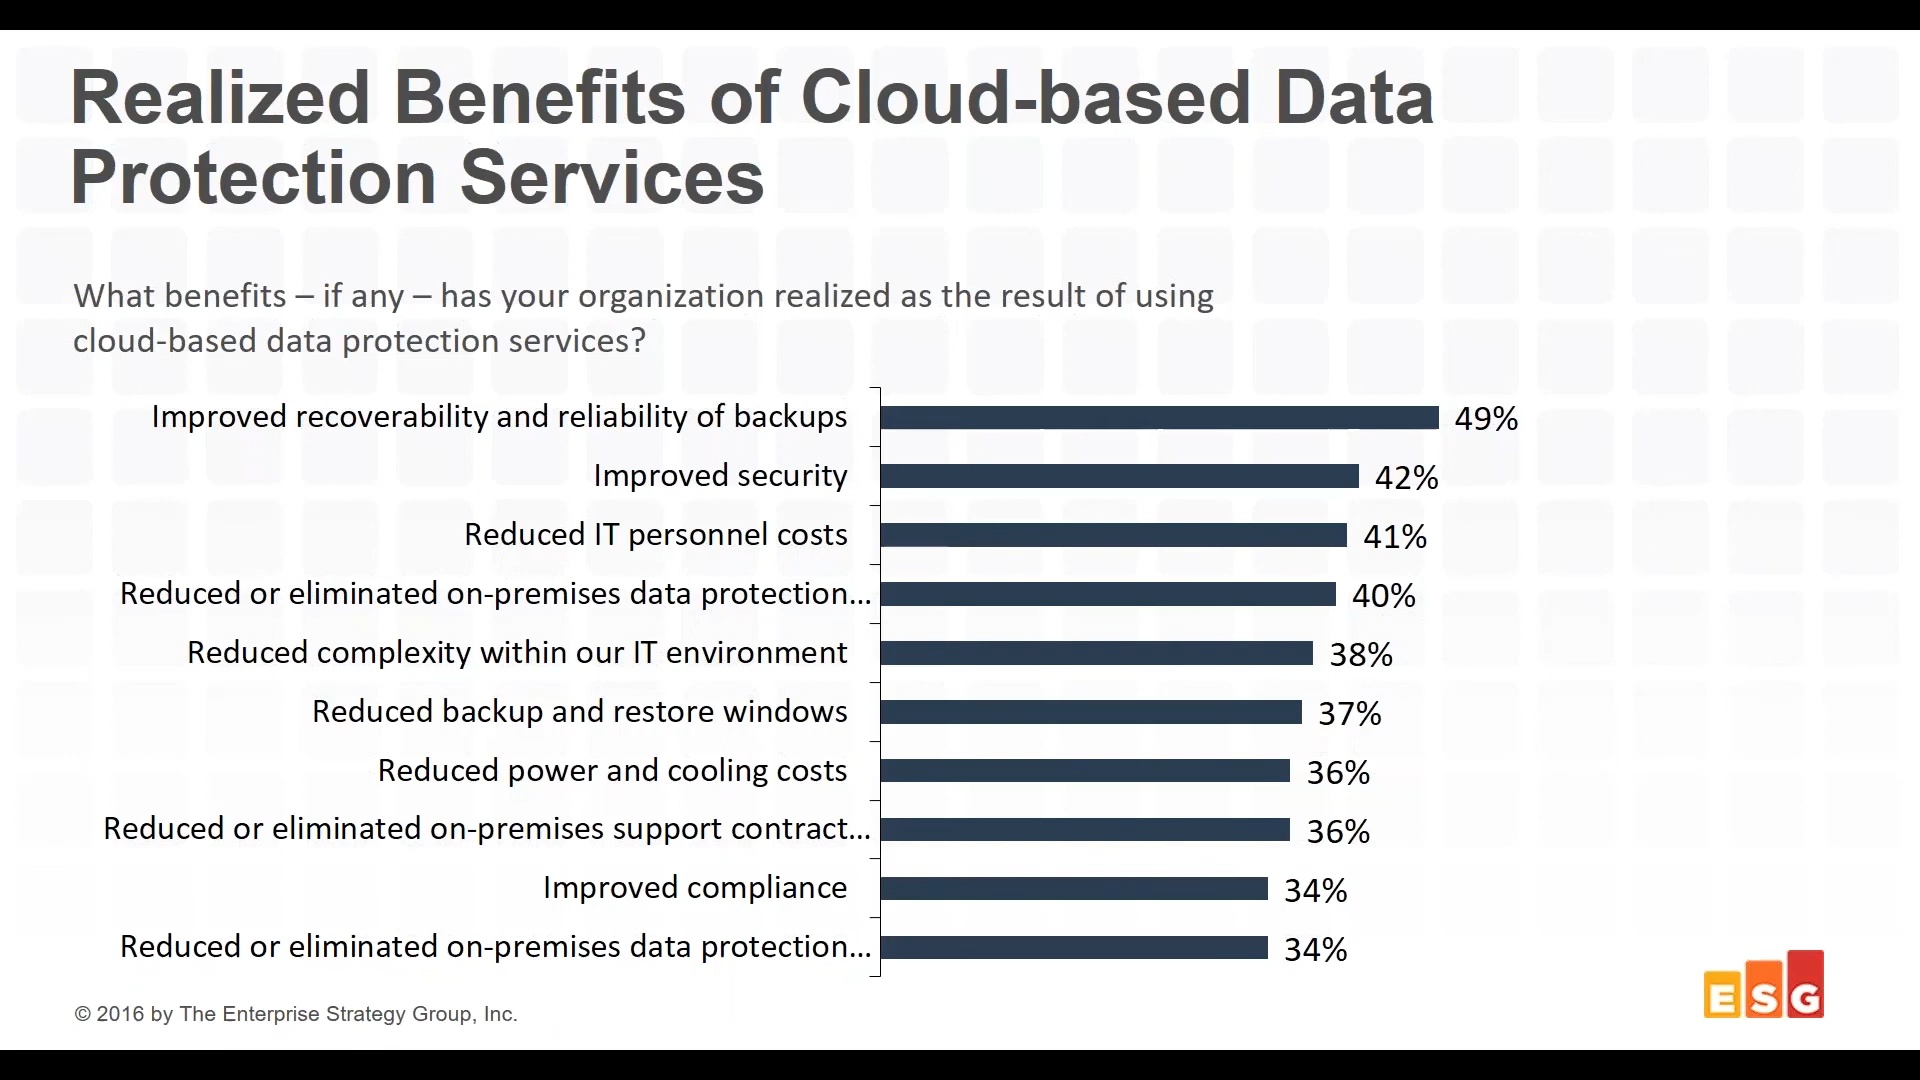 Realized Benefits of Cloud-based Data
Protection Services
What benefits – if any – has your organization realized as the result of using
cloud-based data protection services?
Improved recoverability and reliability of backups 49%
Improved security 42%
Reduced IT personnel costs 41%
Reduced or eliminated on-premises data protection... 40%
Reduced complexity within our IT environment 38%
Reduced backup and restore windows 37%
Reduced power and cooling costs 36%
Reduced or eliminated on-premises support contract... 36%
Improved compliance 34%
Reduced or eliminated on-premises data protection... 34%
© 2016 by The Enterprise Strategy Group, Inc.
ESG